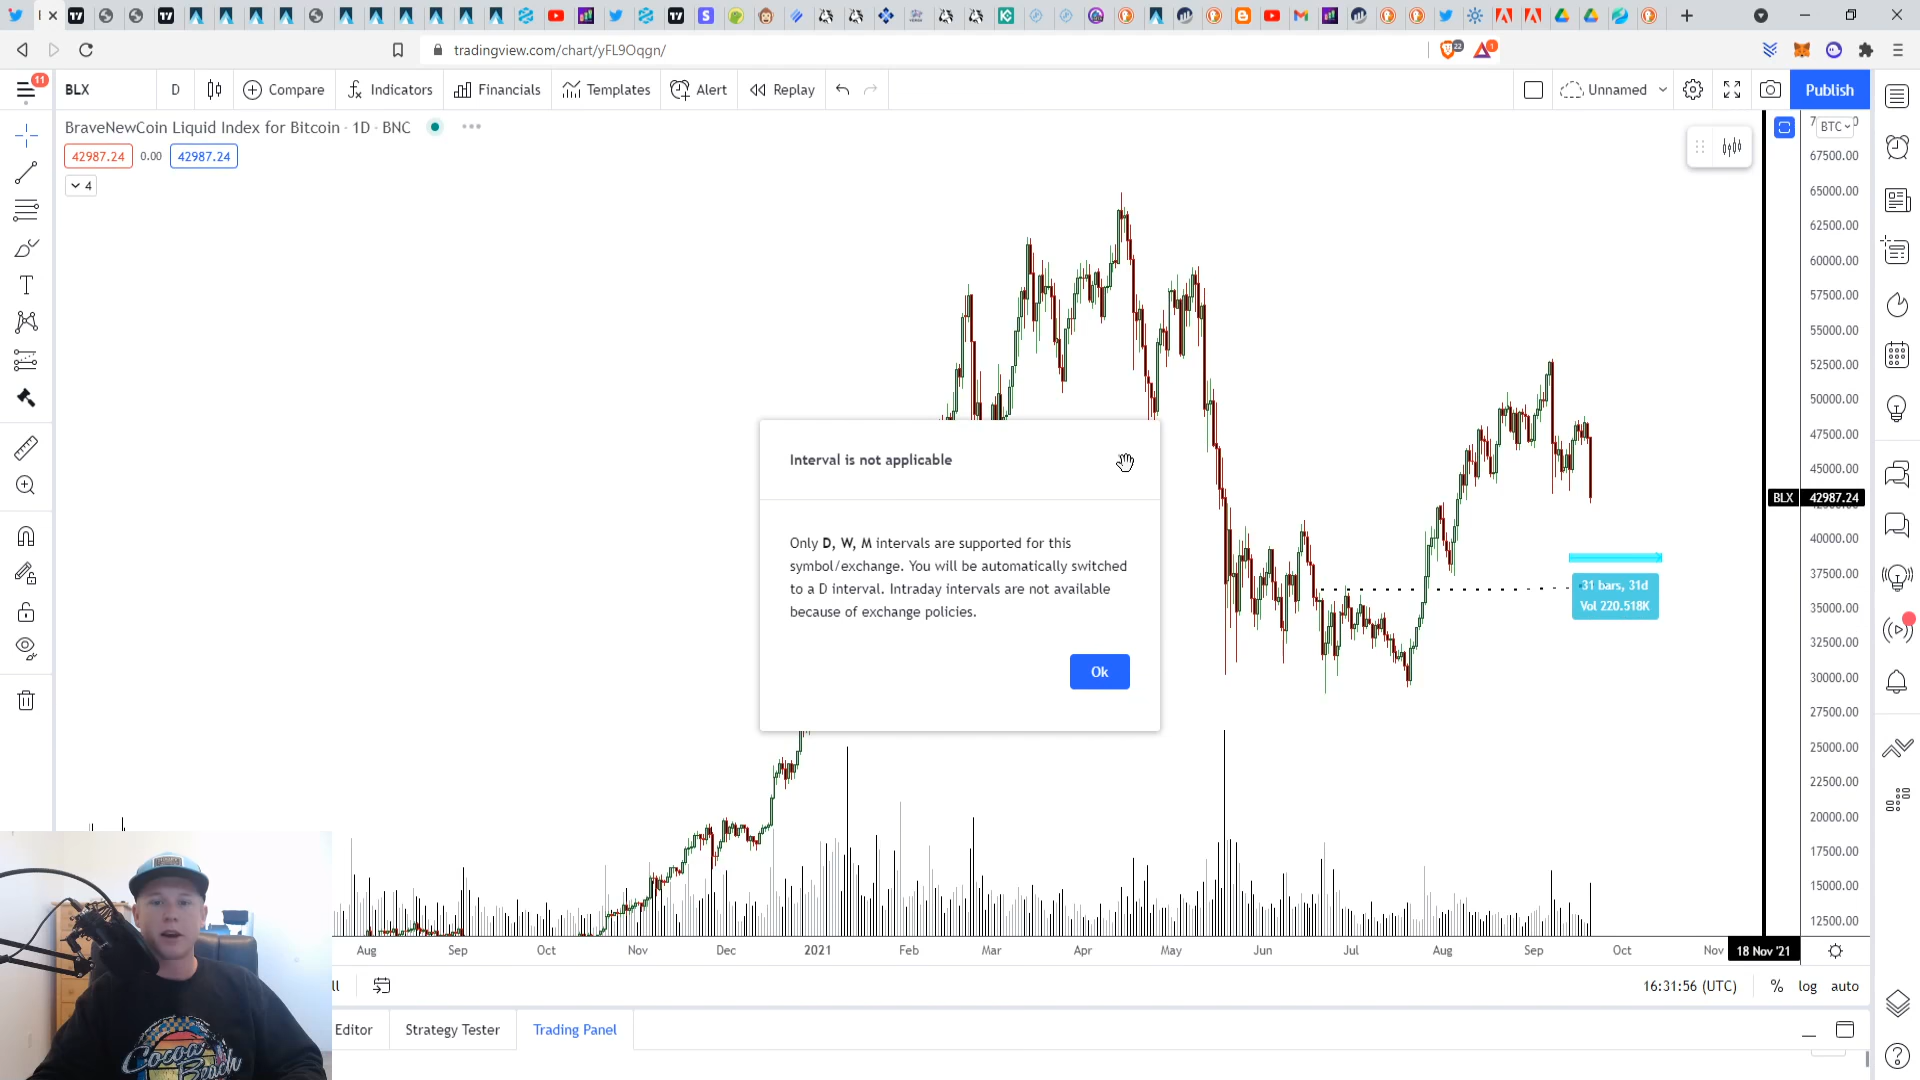 tradingview.com/chart/yFL9Oqgn/
22
1
11
BLX
D
Compare
Indicators
Financials
Templates
Alert
Replay
Unnamed
Publish
BraveNewCoin Liquid Index for Bitcoin · 1D · BNC
42987.24
0.00
42987.24
4
BTC
67500.00
65000.00
62500.00
60000.00
57500.00
55000.00
52500.00
50000.00
47500.00
45000.00
BLX 42987.24
40000.00
37500.00
35000.00
32500.00
30000.00
27500.00
25000.00
22500.00
20000.00
17500.00
15000.00
12500.00
Interval is not applicable
Only D, W, M intervals are supported for this
symbol/exchange. You will be automatically switched
to a D interval. Intraday intervals are not available
because of exchange policies.
Ok
31 bars, 31d
Vol 220.518K
Aug Sep Oct Nov Dec 2021 Feb Mar Apr May Jun Jul Aug Sep Oct Nov 18 Nov '21
16:31:56 (UTC)
%
log
auto
Editor
Strategy Tester
Trading Panel
Cocoa
Beach